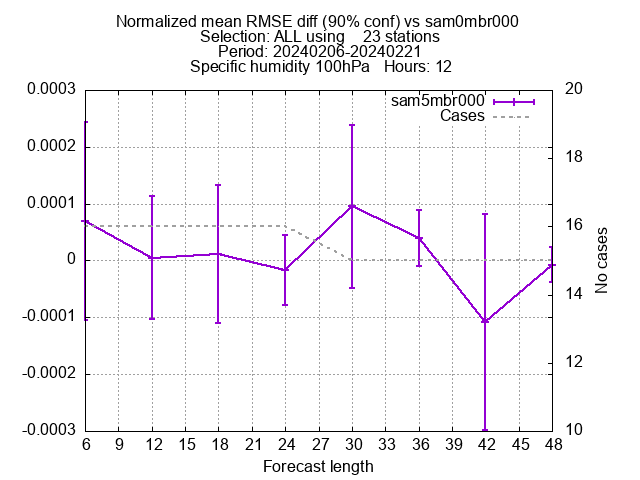 Normalized mean RMSE diff (90% conf) vs sam0mbr000
Selection: ALL using    23 stations
Period: 20240206-20240221
Specific humidity 100hPa   Hours: 12
sam5mbr000
Cases
0.0003
0.0002
0.0001
0
-0.0001
-0.0002
-0.0003
20
18
16
14
12
10
No cases
6 9 12 15 18 21 24 27 30 33 36 39 42 45 48
Forecast length